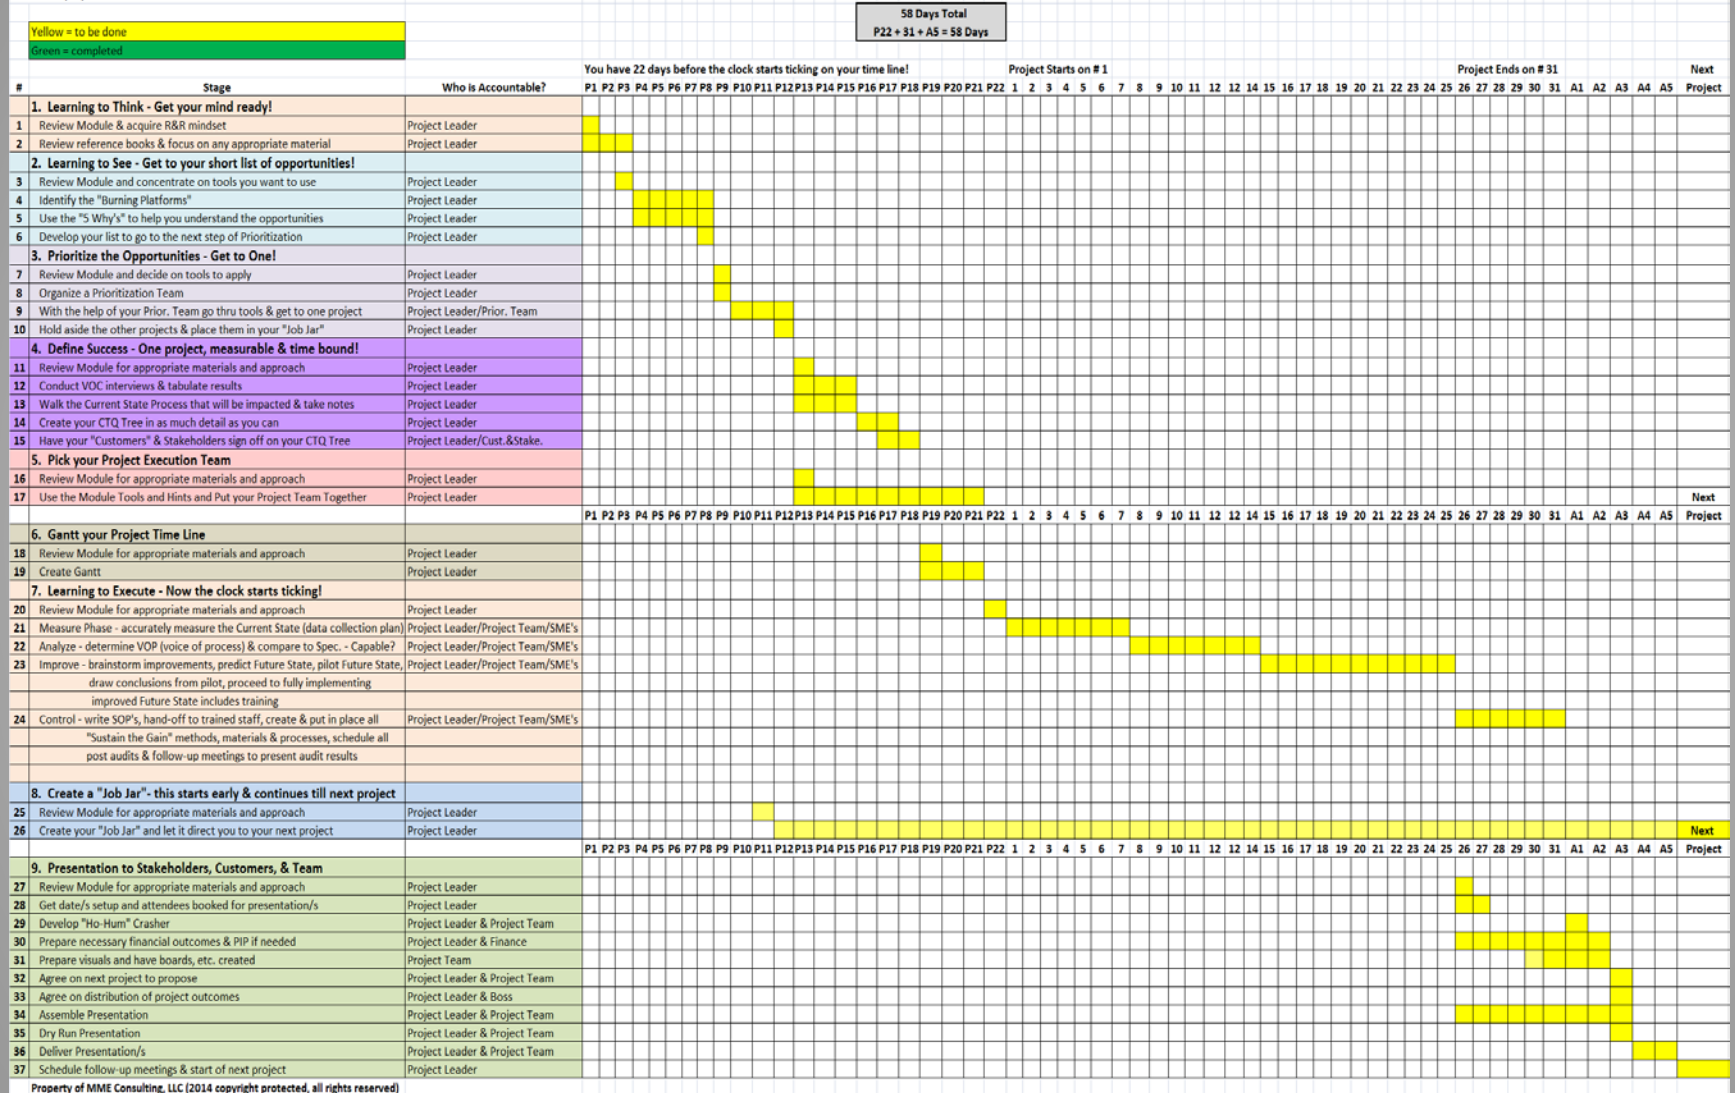 58 Days Total
Yellow = to be done
P22 + 31 + A5 = 58 Days
Green = completed
You have 22 days before the clock starts ticking on your time line! Project Starts on # 1 Project Ends on # 31 Next
# Stage Who is Accountable? P1 P2 P3 P4 P5 P6 P7 P8 P9 P10 P11 P12 P13 P14 P15 P16 P17 P18 P19 P20 P21 P22 1 2 3 4 5 6 7 8 9 10 11 12 12 14 15 16 17 18 19 20 21 22 23 24 25 26 27 28 29 30 31 A1 A2 A3 A4 A5 Project
1. Learning to Think - Get your mind ready!
1 Review Module & acquire R&R mindset Project Leader
2 Review reference books & focus on any appropriate material Project Leader
2. Learning to See - Get to your short list of opportunities!
3 Review Module and concentrate on tools you want to use Project Leader
4 Identify the "Burning Platforms" Project Leader
5 Use the "5 Why's" to help you understand the opportunities Project Leader
6 Develop your list to go to the next step of Prioritization Project Leader
3. Prioritize the Opportunities - Get to One!
7 Review Module and decide on tools to apply Project Leader
8 Organize a Prioritization Team Project Leader
9 With the help of your Prior. Team go thru tools & get to one project Project Leader/Prior. Team
10 Hold aside the other projects & place them in your "Job Jar" Project Leader
4. Define Success - One project, measurable & time bound!
11 Review Module for appropriate materials and approach Project Leader
12 Conduct VOC interviews & tabulate results Project Leader
13 Walk the Current State Process that will be impacted & take notes Project Leader
14 Create your CTQ Tree in as much detail as you can Project Leader
15 Have your "Customers" & Stakeholders sign off on your CTQ Tree Project Leader/Cust.&Stake.
5. Pick your Project Execution Team
16 Review Module for appropriate materials and approach Project Leader
17 Use the Module Tools and Hints and Put your Project Team Together Project Leader Next
P1 P2 P3 P4 P5 P6 P7 P8 P9 P10 P11 P12 P13 P14 P15 P16 P17 P18 P19 P20 P21 P22 1 2 3 4 5 6 7 8 9 10 11 12 12 14 15 16 17 18 19 20 21 22 23 24 25 26 27 28 29 30 31 A1 A2 A3 A4 A5 Project
6. Gantt your Project Time Line
18 Review Module for appropriate materials and approach Project Leader
19 Create Gantt Project Leader
7. Learning to Execute - Now the clock starts ticking!
20 Review Module for appropriate materials and approach Project Leader
21 Measure Phase - accurately measure the Current State (data collection plan) Project Leader/Project Team/SME's
22 Analyze - determine VOP (voice of process) & compare to Spec. - Capable? Project Leader/Project Team/SME's
23 Improve - brainstorm improvements, predict Future State, pilot Future State, Project Leader/Project Team/SME's
draw conclusions from pilot, proceed to fully implementing
improved Future State includes training
24 Control - write SOP's, hand-off to trained staff, create & put in place all Project Leader/Project Team/SME's
"Sustain the Gain" methods, materials & processes, schedule all
post audits & follow-up meetings to present audit results
8. Create a "Job Jar"- this starts early & continues till next project
25 Review Module for appropriate materials and approach Project Leader
26 Create your "Job Jar" and let it direct you to your next project Project Leader Next
P1 P2 P3 P4 P5 P6 P7 P8 P9 P10 P11 P12 P13 P14 P15 P16 P17 P18 P19 P20 P21 P22 1 2 3 4 5 6 7 8 9 10 11 12 12 14 15 16 17 18 19 20 21 22 23 24 25 26 27 28 29 30 31 A1 A2 A3 A4 A5 Project
9. Presentation to Stakeholders, Customers, & Team
27 Review Module for appropriate materials and approach Project Leader
28 Get date/s setup and attendees booked for presentation/s Project Leader
29 Develop "Ho-Hum" Crasher Project Leader & Project Team
30 Prepare necessary financial outcomes & PIP if needed Project Leader & Finance
31 Prepare visuals and have boards, etc. created Project Team
32 Agree on next project to propose Project Leader & Project Team
33 Agree on distribution of project outcomes Project Leader & Boss
34 Assemble Presentation Project Leader & Project Team
35 Dry Run Presentation Project Leader & Project Team
36 Deliver Presentation/s Project Leader & Project Team
37 Schedule follow-up meetings & start of next project Project Leader
Property of MME Consulting, LLC (2014 copyright protected, all rights reserved)